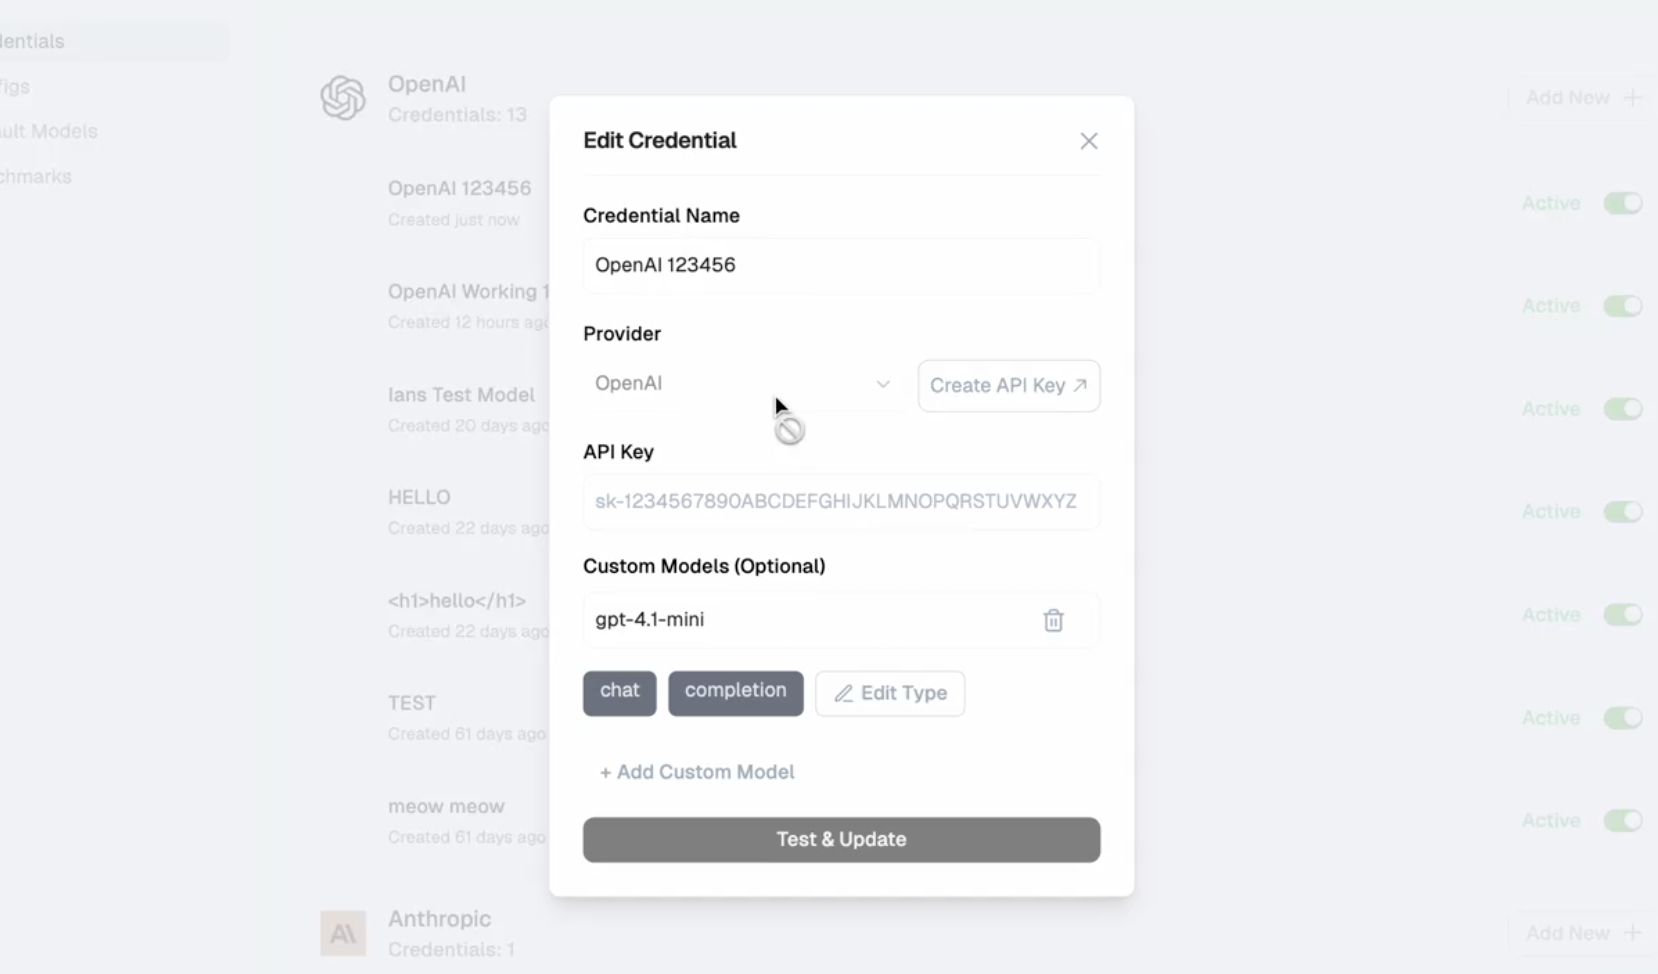 entials
figs
ult Models
chmarks
OpenAI
Credentials: 13
Add New +
OpenAI 123456
Created just now
Active
OpenAI Working 1
Created 12 hours ago
Active
Ians Test Model
Created 20 days ago
Active
HELLO
Created 22 days ago
Active
<h1>hello</h1>
Created 22 days ago
Active
TEST
Created 61 days ago
Active
meow meow
Created 61 days ago
Active
Anthropic
Credentials: 1
Add New +
Edit Credential
Credential Name
OpenAI 123456
Provider
OpenAI
Create API Key
API Key
sk-1234567890ABCDEFGHIJKLMNOPQRSTUVWXYZ
Custom Models (Optional)
gpt-4.1-mini
chat completion Edit Type
+ Add Custom Model
Test & Update